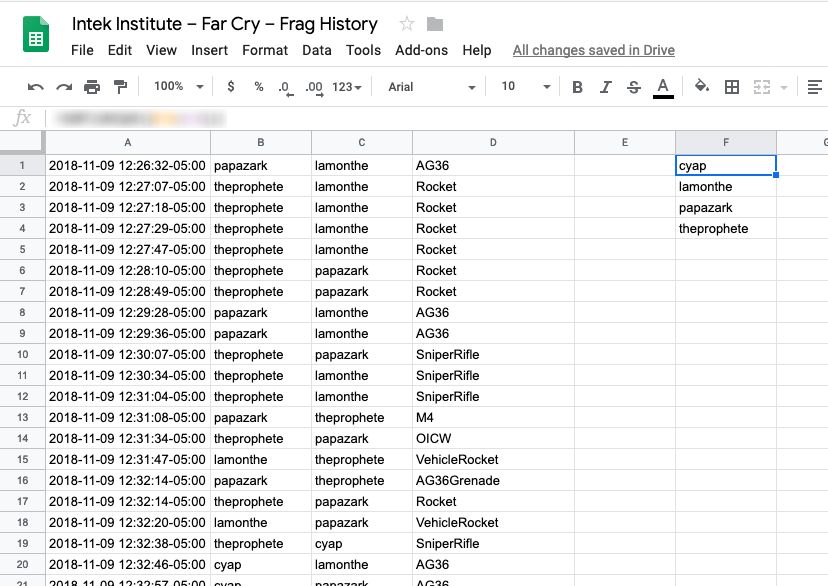 Intek Institute – Far Cry – Frag History
File Edit View Insert Format Data Tools Add-ons Help All changes saved in Drive
100% $ % .0 .00 123 Arial 10 B I S A
fx
A B C D E F
1 2018-11-09 12:26:32-05:00 papazark lamonthe AG36 cyap
2 2018-11-09 12:27:07-05:00 theprophete lamonthe Rocket lamonthe
3 2018-11-09 12:27:18-05:00 theprophete lamonthe Rocket papazark
4 2018-11-09 12:27:29-05:00 theprophete lamonthe Rocket theprophete
5 2018-11-09 12:27:47-05:00 theprophete lamonthe Rocket
6 2018-11-09 12:28:10-05:00 theprophete papazark Rocket
7 2018-11-09 12:28:49-05:00 theprophete papazark Rocket
8 2018-11-09 12:29:28-05:00 papazark lamonthe AG36
9 2018-11-09 12:29:36-05:00 papazark lamonthe AG36
10 2018-11-09 12:30:07-05:00 theprophete papazark SniperRifle
11 2018-11-09 12:30:34-05:00 theprophete lamonthe SniperRifle
12 2018-11-09 12:31:04-05:00 theprophete lamonthe SniperRifle
13 2018-11-09 12:31:08-05:00 papazark theprophete M4
14 2018-11-09 12:31:34-05:00 theprophete papazark OICW
15 2018-11-09 12:31:47-05:00 lamonthe theprophete VehicleRocket
16 2018-11-09 12:32:14-05:00 papazark theprophete AG36Grenade
17 2018-11-09 12:32:14-05:00 theprophete papazark Rocket
18 2018-11-09 12:32:20-05:00 lamonthe papazark VehicleRocket
19 2018-11-09 12:32:38-05:00 theprophete cyap SniperRifle
20 2018-11-09 12:32:46-05:00 cyap lamonthe AG36
21 2018-11-09 12:32:57-05:00 cyap papazark AG36